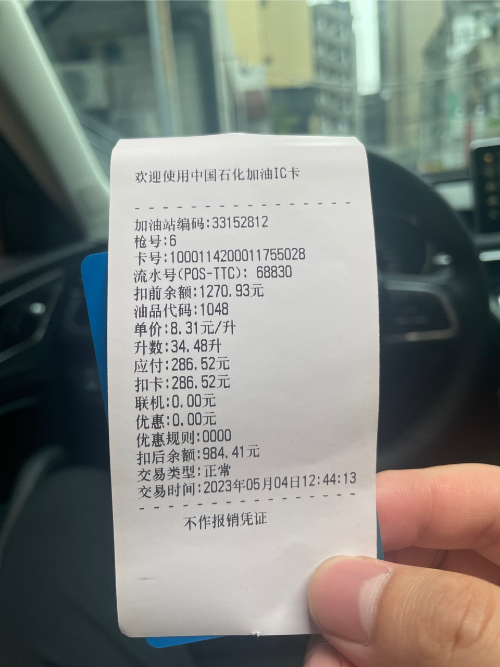 欢迎使用中国石化加油IC卡
加油站编码:33152812
枪号:6
卡号:1000114200011755028
流水号(POS-TTC): 68830
扣前余额:1270.93元
油品代码:1048
单价:8.31元/升
升数:34.48升
应付:286.52元
扣卡:286.52元
联机:0.00元
优惠:0.00元
优惠规则:0000
扣后余额:984.41元
交易类型:正常
交易时间:2023年05月04日12:44:13
不作报销凭证